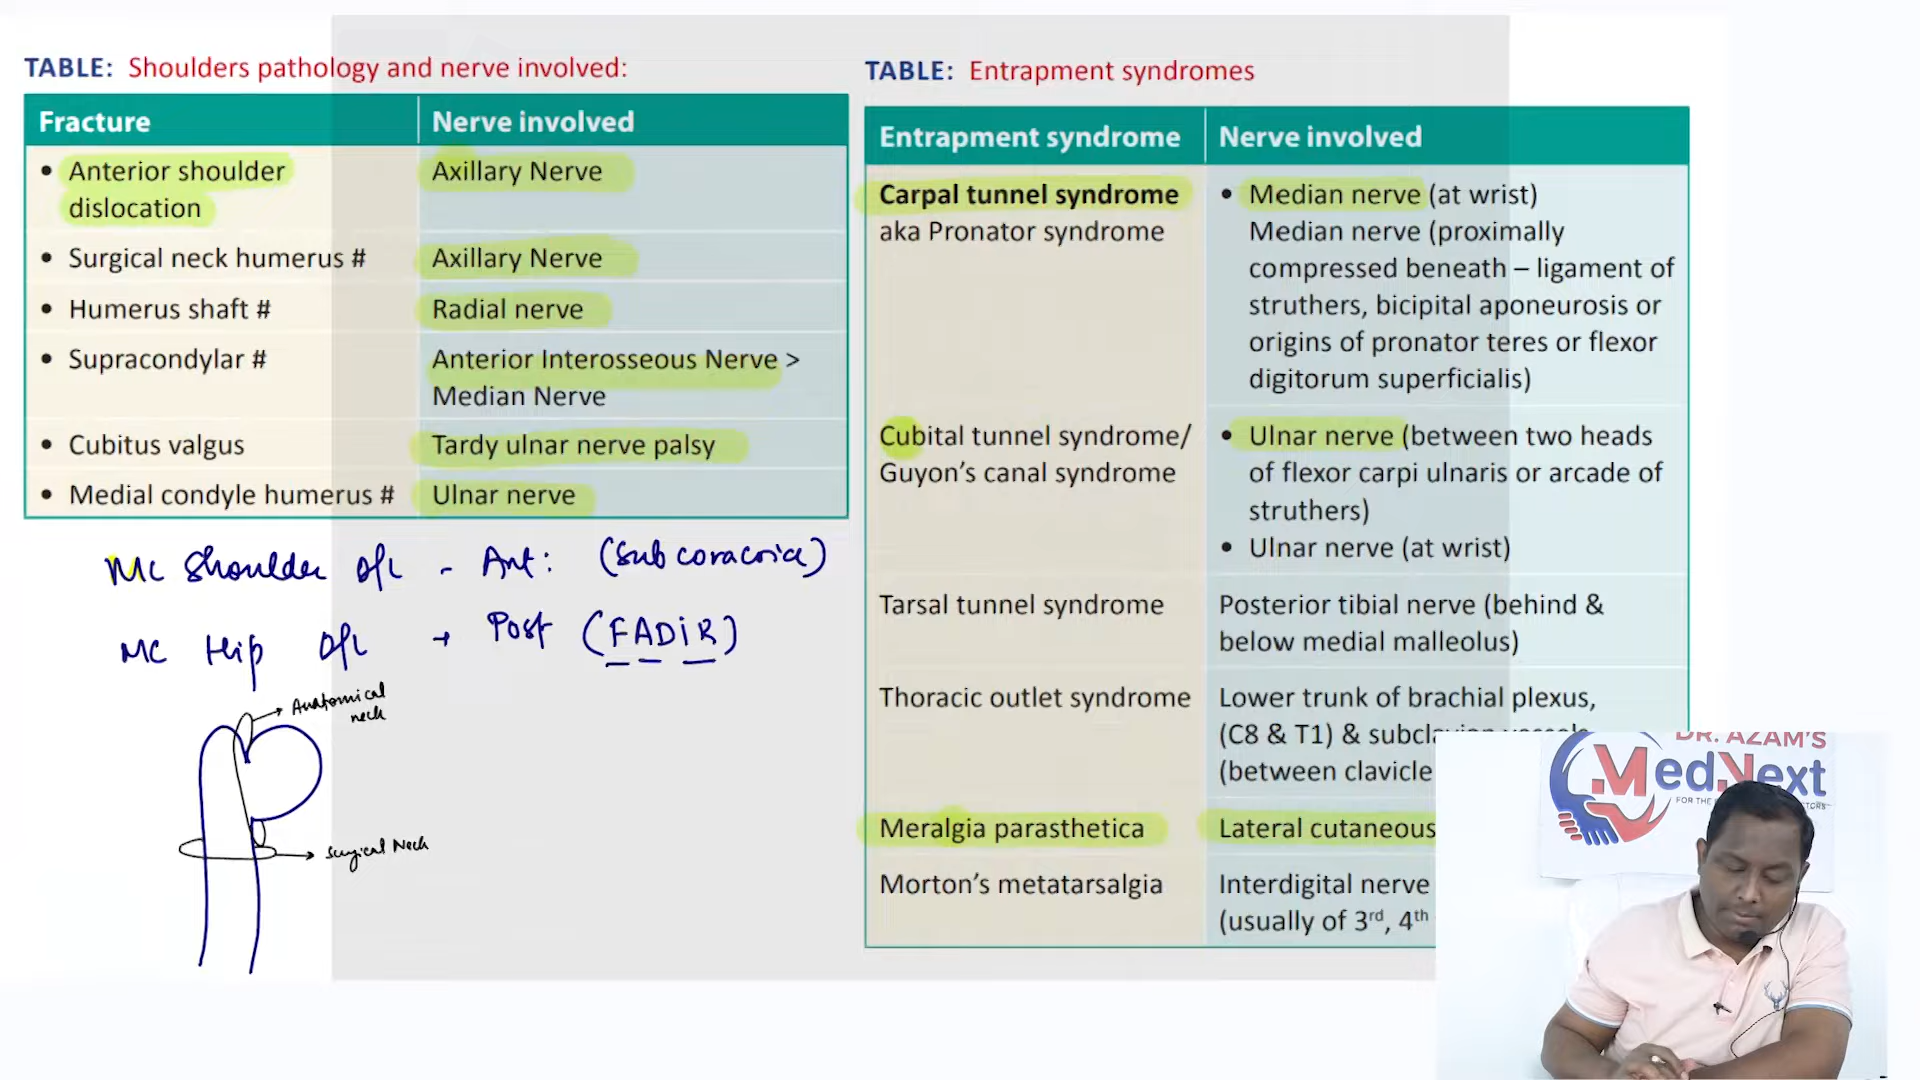 TABLE: Shoulders pathology and nerve involved:
Fracture
Nerve involved
• Anterior shoulder
dislocation
Axillary Nerve
• Surgical neck humerus #
Axillary Nerve
• Humerus shaft #
Radial nerve
• Supracondylar #
Anterior Interosseous Nerve >
Median Nerve
• Cubitus valgus
Tardy ulnar nerve palsy
• Medial condyle humerus #
Ulnar nerve
MC Shoulder D/L - Ant: (Subcoracoid)
MC Hip D/L → Post (FADiR)
Anatomical
neck
Surgical Neck
TABLE: Entrapment syndromes
Entrapment syndrome
Nerve involved
Carpal tunnel syndrome
aka Pronator syndrome
• Median nerve (at wrist)
Median nerve (proximally
compressed beneath – ligament of
struthers, bicipital aponeurosis or
origins of pronator teres or flexor
digitorum superficialis)
Cubital tunnel syndrome/
Guyon’s canal syndrome
• Ulnar nerve (between two heads
of flexor carpi ulnaris or arcade of
struthers)
• Ulnar nerve (at wrist)
Tarsal tunnel syndrome
Posterior tibial nerve (behind &
below medial malleolus)
Thoracic outlet syndrome
Lower trunk of brachial plexus,
(C8 & T1) & subclavian vessels
(between clavicle
Meralgia parasthetica
Lateral cutaneous
Morton’s metatarsalgia
Interdigital nerve
(usually of 3rd, 4th
DR. AZAM'S
MedNext
FOR THE